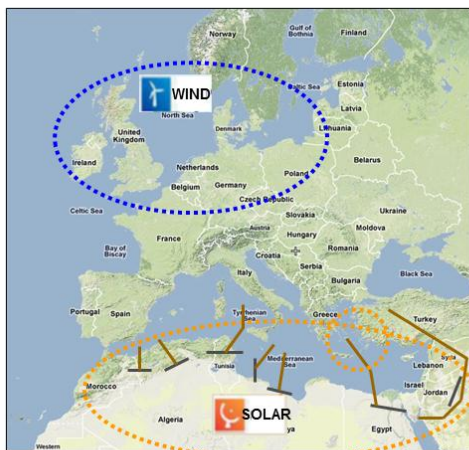 Norway
Finland
Gulf
of Bothnia
WIND
North Sea
Baltic Sea
Estonia
Latvia
Lithuania
Denmark
United
Kingdom
Ireland
Belarus
Netherlands
Poland
Belgium
Germany
Czech Republic
Celtic Sea
Ukraine
Slovakia
Moldova
Austria
Hungary
France
Bay of
Biscay
Croatia
Romania
Serbia
Italy
Bulgaria
Black Sea
Portugal
Spain
Tyrrhenian
Sea
Greece
Turkey
Tunisia
Mediterranean
Sea
Syria
Lebanon
Israel
Jordan
Morocco
SOLAR
Algeria
Egypt
Western